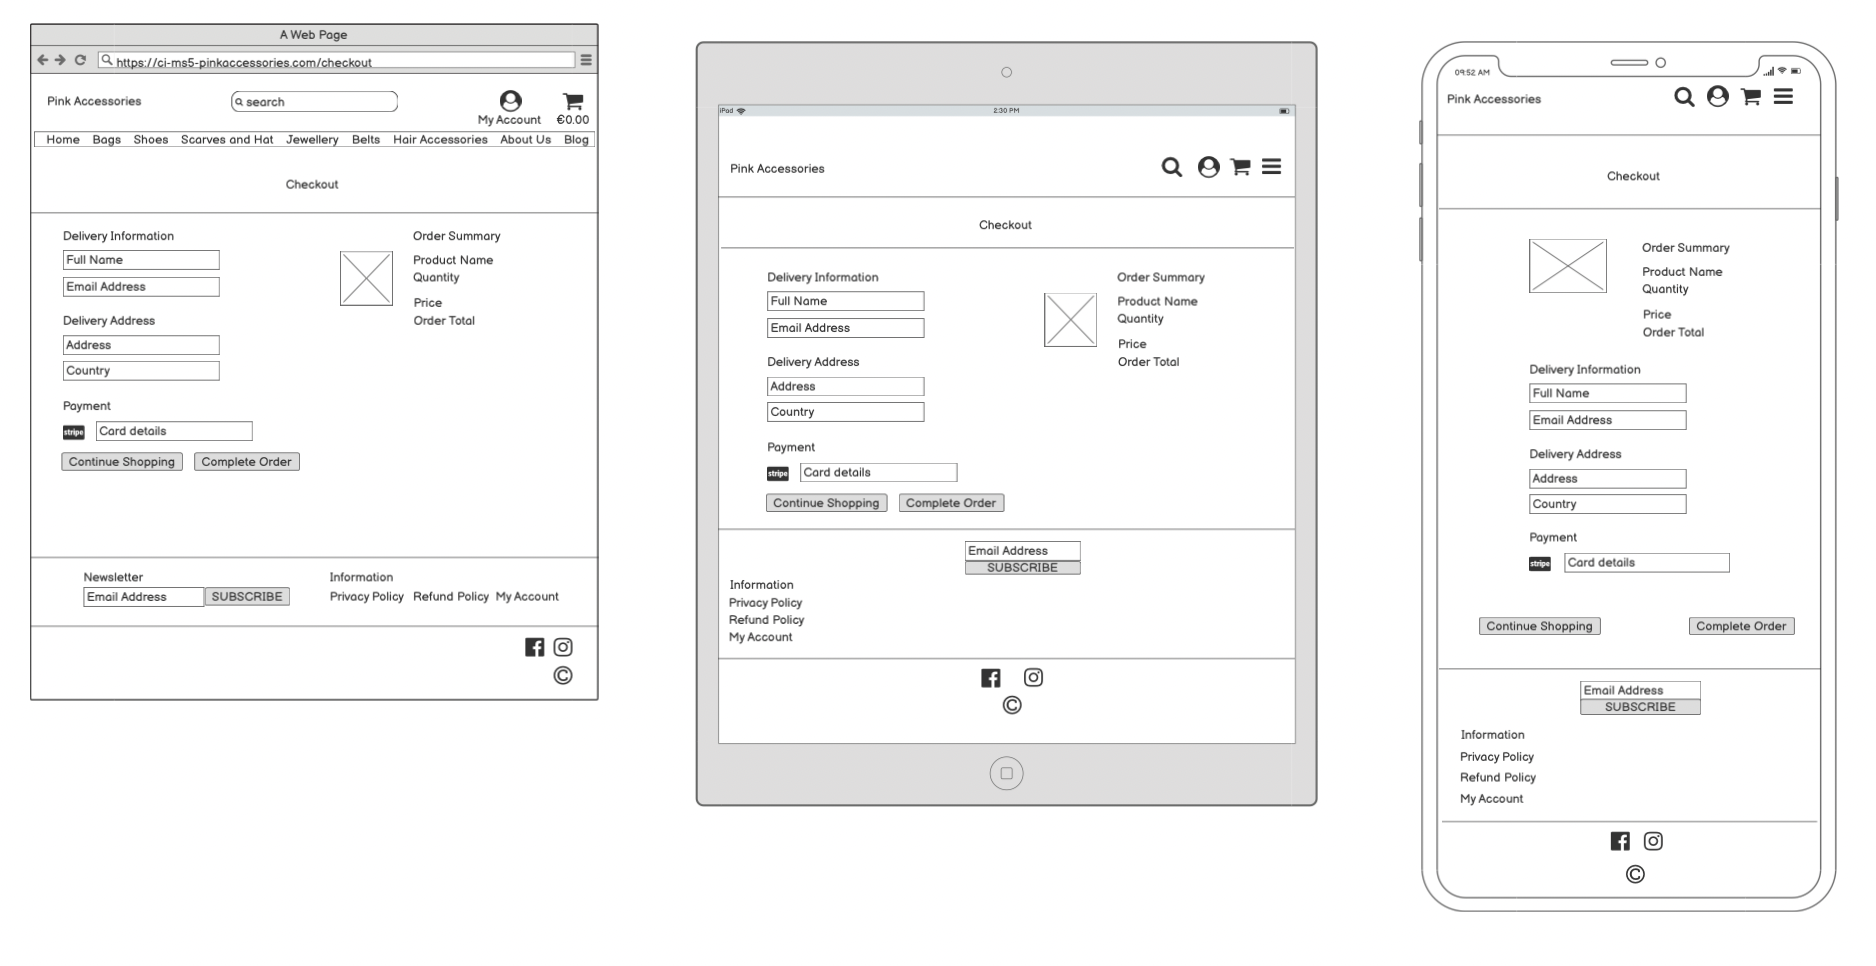 A Web Page
https://ci-ms5-pinkaccessories.com/checkout
Pink Accessories
search
My Account €0.00
Home Bags Shoes Scarves and Hat Jewellery Belts Hair Accessories About Us Blog
Checkout
Delivery Information
Full Name
Email Address
Delivery Address
Address
Country
Payment
stripe Card details
Continue Shopping Complete Order
Order Summary
Product Name
Quantity
Price
Order Total
Newsletter
Email Address SUBSCRIBE
Information
Privacy Policy Refund Policy My Account
©
iPad 2:30 PM
Pink Accessories
Checkout
Delivery Information
Full Name
Email Address
Delivery Address
Address
Country
Payment
stripe Card details
Continue Shopping Complete Order
Order Summary
Product Name
Quantity
Price
Order Total
Email Address
SUBSCRIBE
Information
Privacy Policy
Refund Policy
My Account
©
09:52 AM
Pink Accessories
Checkout
Order Summary
Product Name
Quantity
Price
Order Total
Delivery Information
Full Name
Email Address
Delivery Address
Address
Country
Payment
stripe Card details
Continue Shopping Complete Order
Email Address
SUBSCRIBE
Information
Privacy Policy
Refund Policy
My Account
©